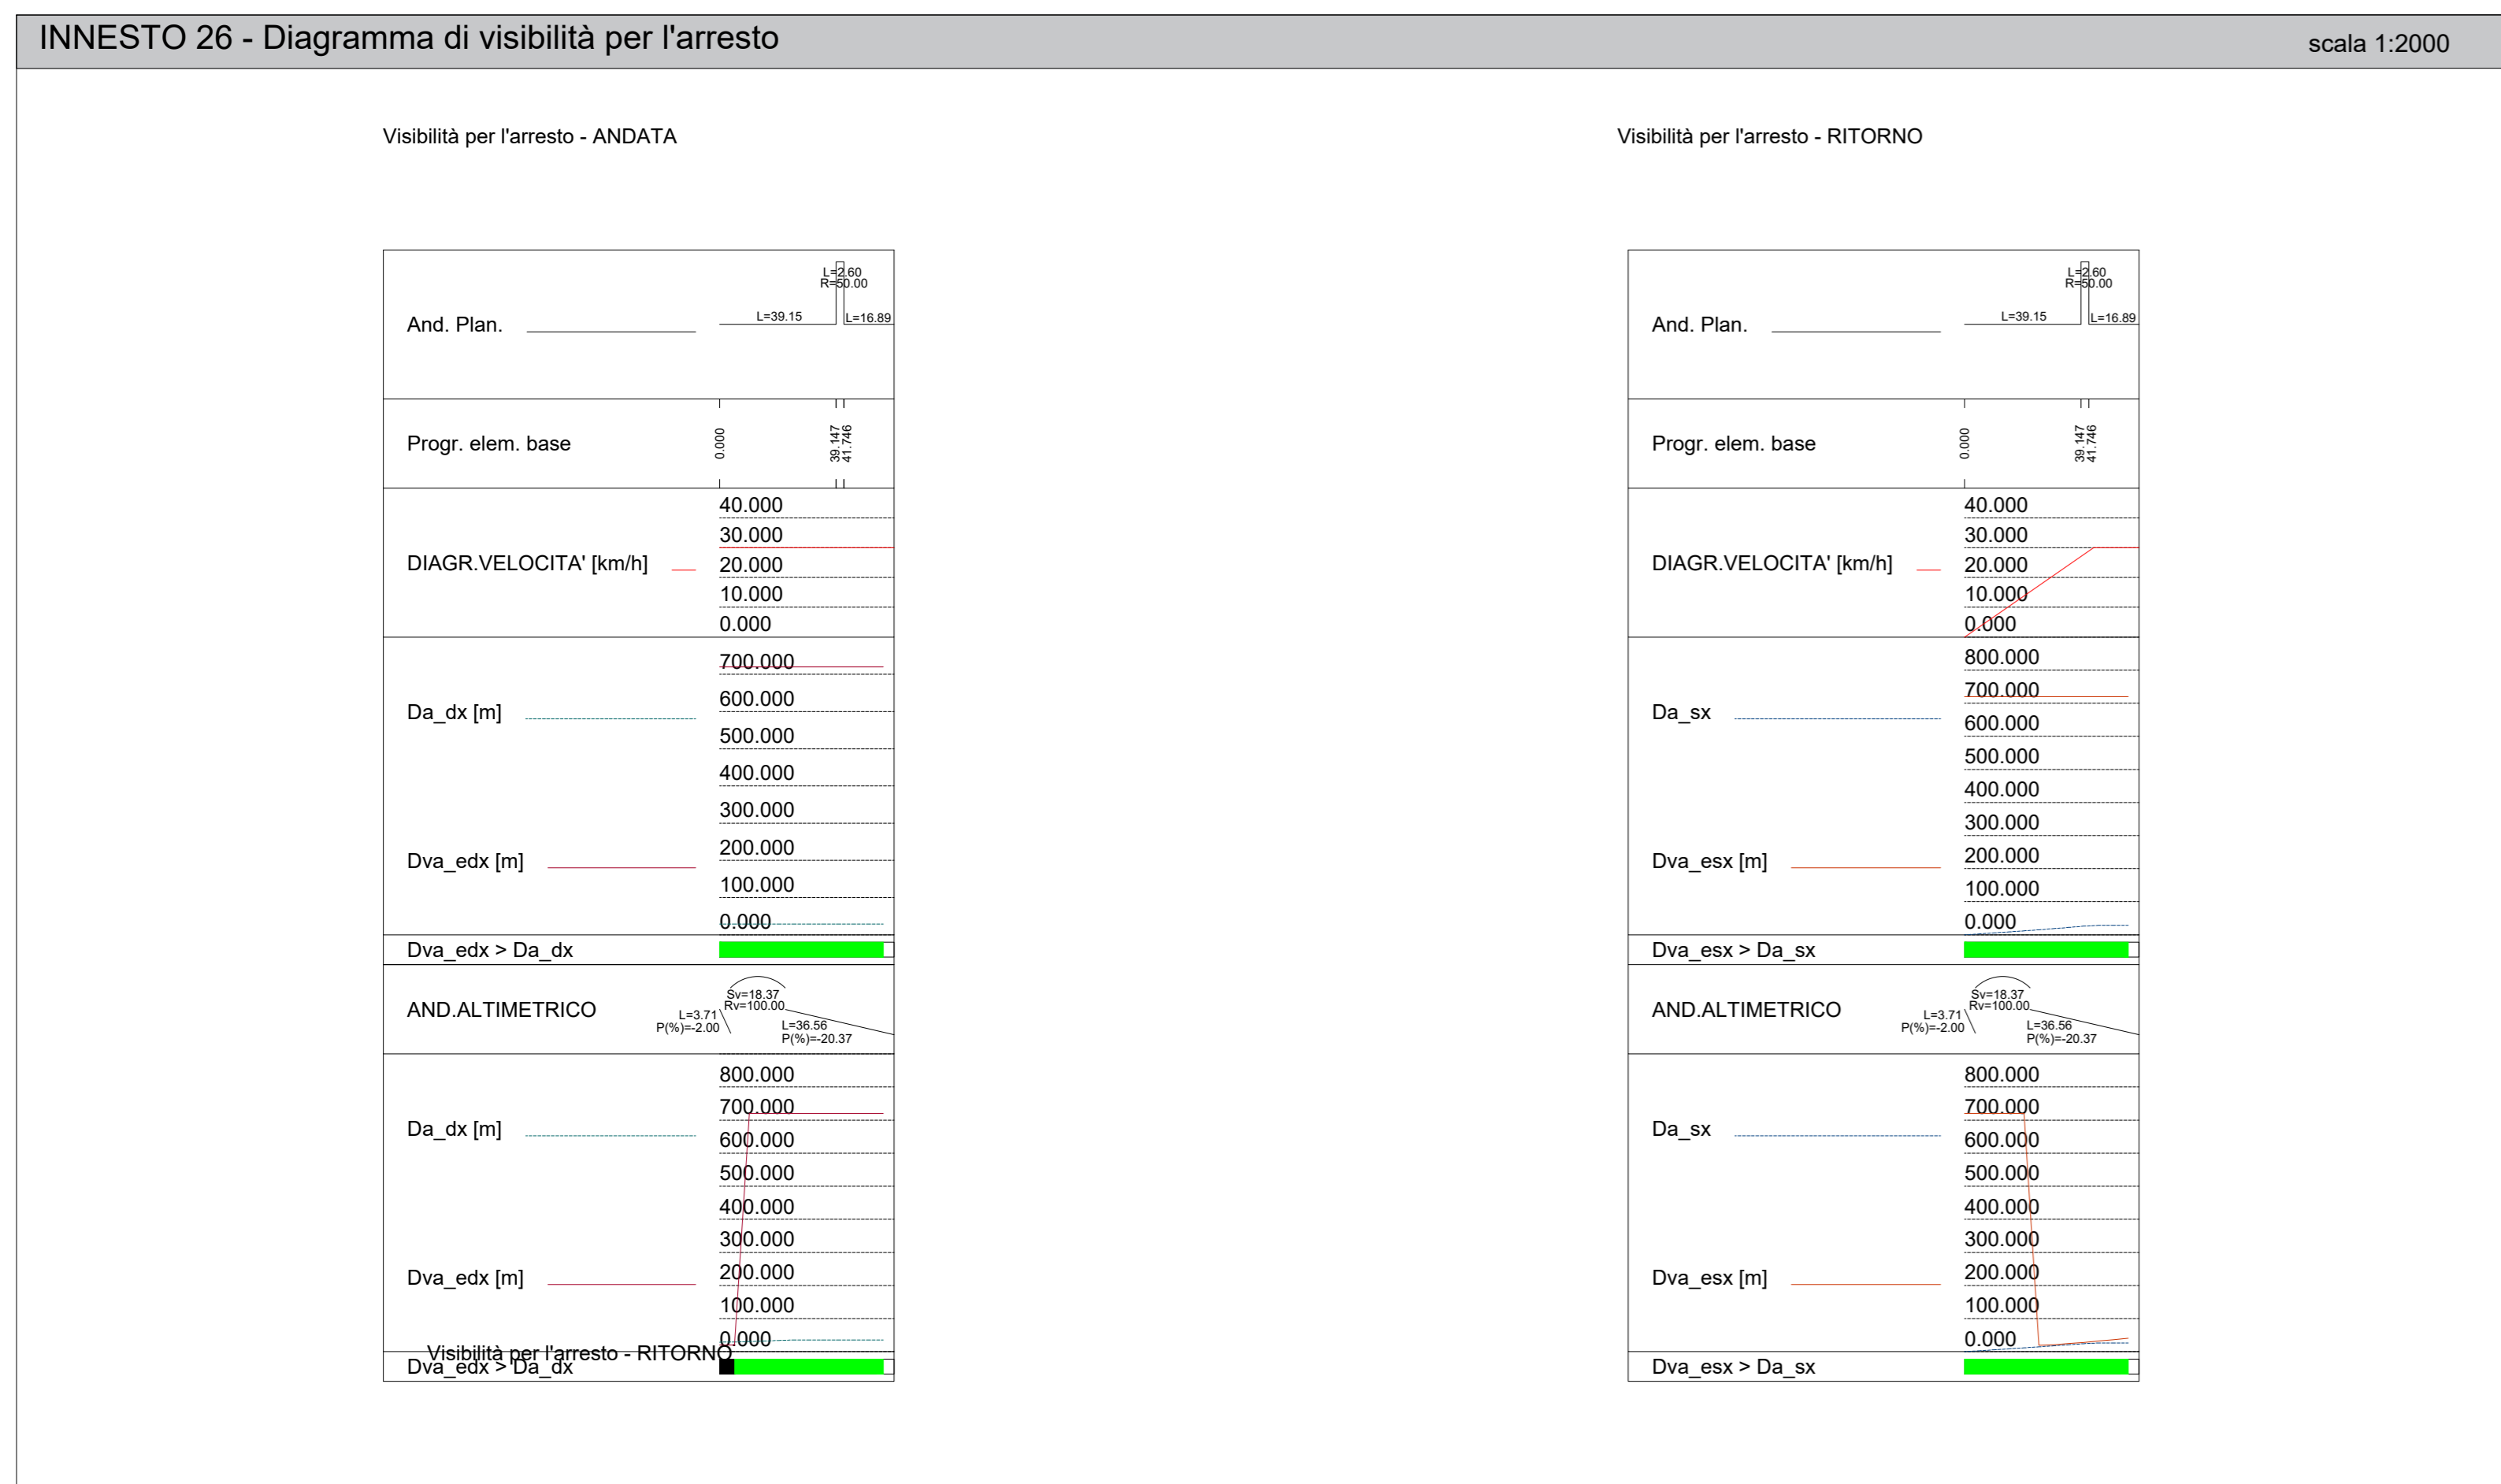 INNESTO 26 - Diagramma di visibilità per l'arresto
scala 1:2000
Visibilità per l'arresto - ANDATA
And. Plan.
L=39.15
L=2.60
R=50.00
L=16.89
Progr. elem. base
0.000
39.147
41.746
DIAGR.VELOCITA' [km/h]
40.000
30.000
20.000
10.000
0.000
Da_dx [m]
Dva_edx [m]
700.000
600.000
500.000
400.000
300.000
200.000
100.000
0.000
Dva_edx > Da_dx
AND.ALTIMETRICO
L=3.71
P(%)=-2.00
Sv=18.37
Rv=100.00
L=36.56
P(%)=-20.37
Da_dx [m]
Dva_edx [m]
800.000
700.000
600.000
500.000
400.000
300.000
200.000
100.000
0.000
Visibilità per l'arresto - RITORNO
Dva_edx > Da_dx
Visibilità per l'arresto - RITORNO
And. Plan.
L=39.15
L=2.60
R=50.00
L=16.89
Progr. elem. base
0.000
39.147
41.746
DIAGR.VELOCITA' [km/h]
40.000
30.000
20.000
10.000
0.000
Da_sx
Dva_esx [m]
800.000
700.000
600.000
500.000
400.000
300.000
200.000
100.000
0.000
Dva_esx > Da_sx
AND.ALTIMETRICO
L=3.71
P(%)=-2.00
Sv=18.37
Rv=100.00
L=36.56
P(%)=-20.37
Da_sx
Dva_esx [m]
800.000
700.000
600.000
500.000
400.000
300.000
200.000
100.000
0.000
Dva_esx > Da_sx